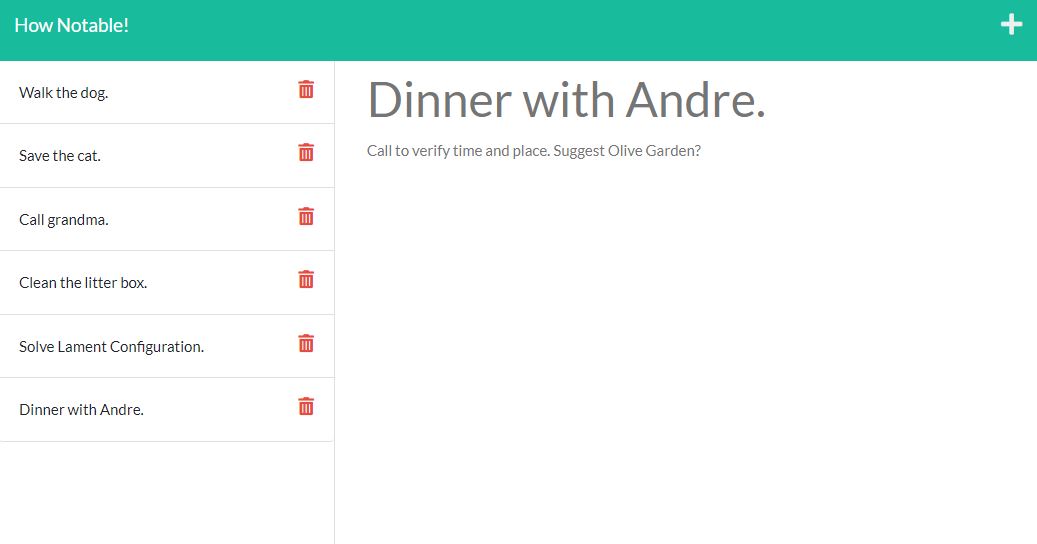 How Notable!
Walk the dog.
Save the cat.
Call grandma.
Clean the litter box.
Solve Lament Configuration.
Dinner with Andre.
Dinner with Andre.
Call to verify time and place. Suggest Olive Garden?